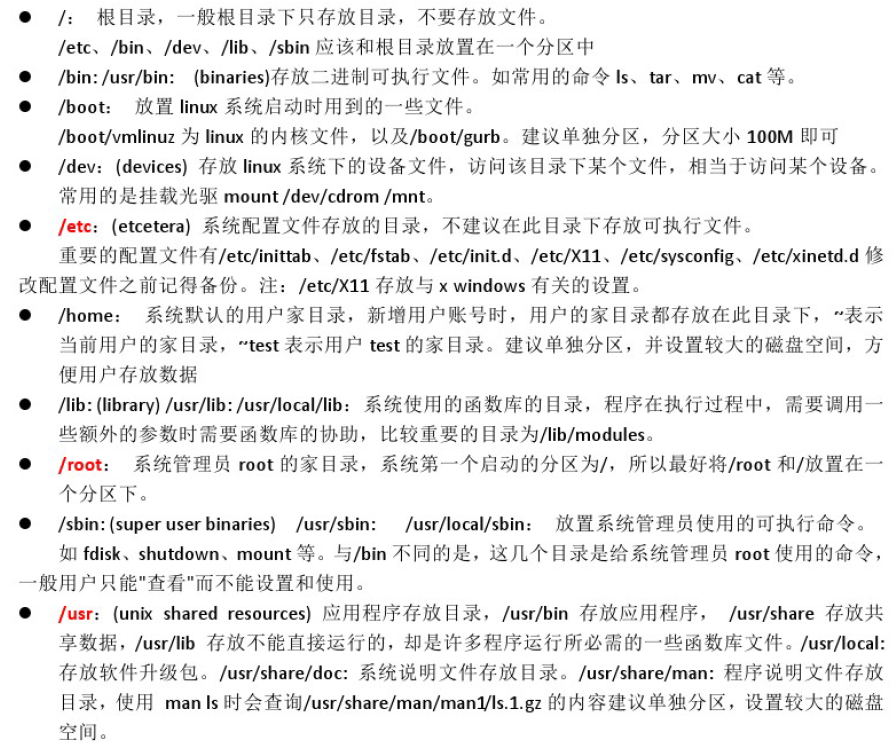 ● /： 根目录，一般根目录下只存放目录，不要存放文件。
/etc、/bin、/dev、/lib、/sbin 应该和根目录放置在一个分区中
● /bin: /usr/bin: (binaries)存放二进制可执行文件。如常用的命令 ls、tar、mv、cat 等。
● /boot： 放置 linux 系统启动时用到的一些文件。
/boot/vmlinuz 为 linux 的内核文件，以及/boot/gurb。建议单独分区，分区大小 100M 即可
● /dev：(devices) 存放 linux 系统下的设备文件，访问该目录下某个文件，相当于访问某个设备。
常用的是挂载光驱 mount /dev/cdrom /mnt。
● /etc：(etcetera) 系统配置文件存放的目录，不建议在此目录下存放可执行文件。
重要的配置文件有/etc/inittab、/etc/fstab、/etc/init.d、/etc/X11、/etc/sysconfig、/etc/xinetd.d 修
改配置文件之前记得备份。注：/etc/X11 存放与 x windows 有关的设置。
● /home： 系统默认的用户家目录，新增用户账号时，用户的家目录都存放在此目录下，~表示
当前用户的家目录，~test 表示用户 test 的家目录。建议单独分区，并设置较大的磁盘空间，方
便用户存放数据
● /lib: (library) /usr/lib: /usr/local/lib：系统使用的函数库的目录，程序在执行过程中，需要调用一
些额外的参数时需要函数库的协助，比较重要的目录为/lib/modules。
● /root： 系统管理员 root 的家目录，系统第一个启动的分区为/，所以最好将/root 和/放置在一
个分区下。
● /sbin: (super user binaries) /usr/sbin: /usr/local/sbin： 放置系统管理员使用的可执行命令。
如 fdisk、shutdown、mount 等。与/bin 不同的是，这几个目录是给系统管理员 root 使用的命令，
一般用户只能"查看"而不能设置和使用。
● /usr：(unix shared resources) 应用程序存放目录，/usr/bin 存放应用程序， /usr/share 存放共
享数据，/usr/lib 存放不能直接运行的，却是许多程序运行所必需的一些函数库文件。/usr/local:
存放软件升级包。/usr/share/doc: 系统说明文件存放目录。/usr/share/man: 程序说明文件存放
目录，使用 man ls 时会查询/usr/share/man/man1/ls.1.gz 的内容建议单独分区，设置较大的磁盘
空间。